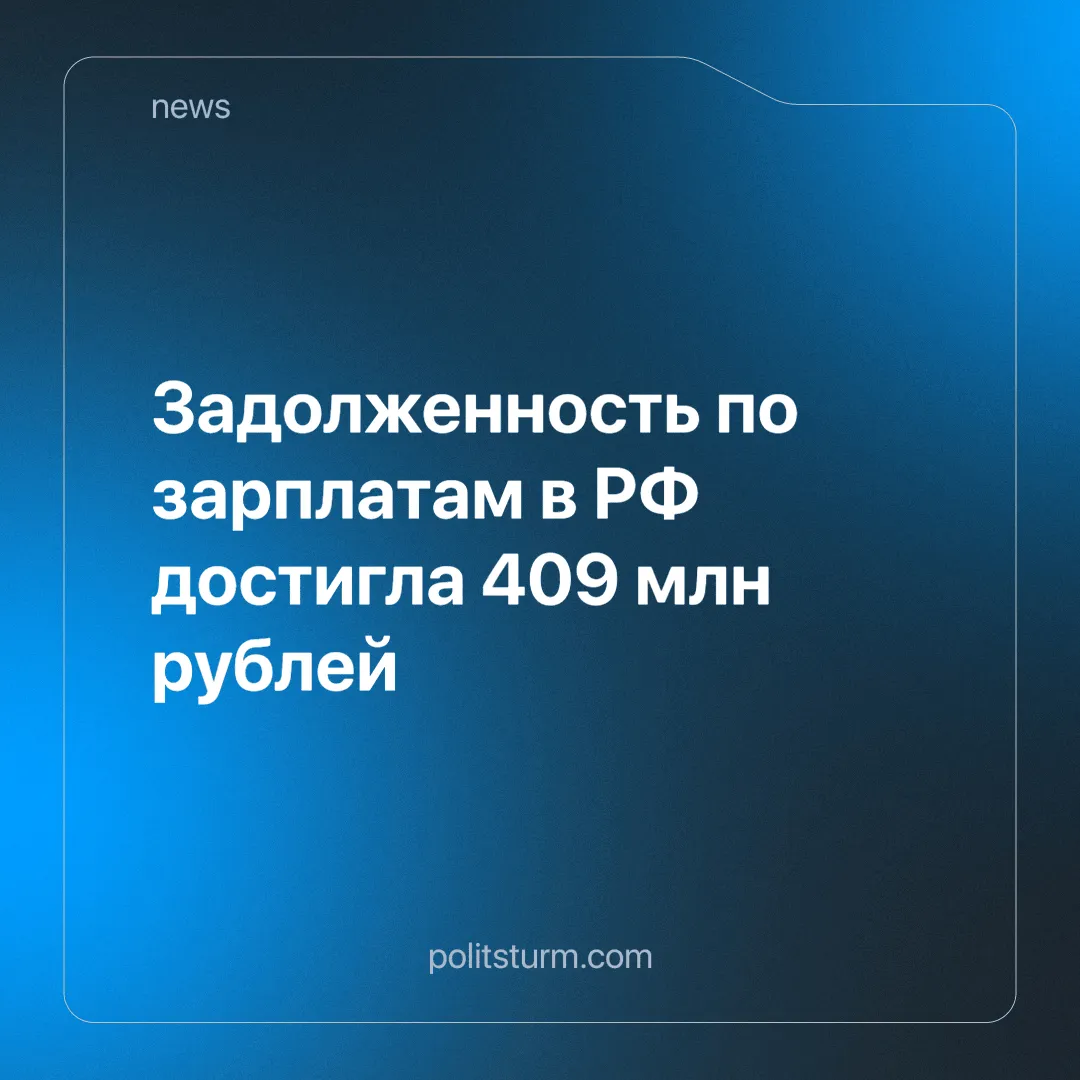 news
Задолженность по
зарплатам в РФ
достигла 409 млн
рублей
politsturm.com